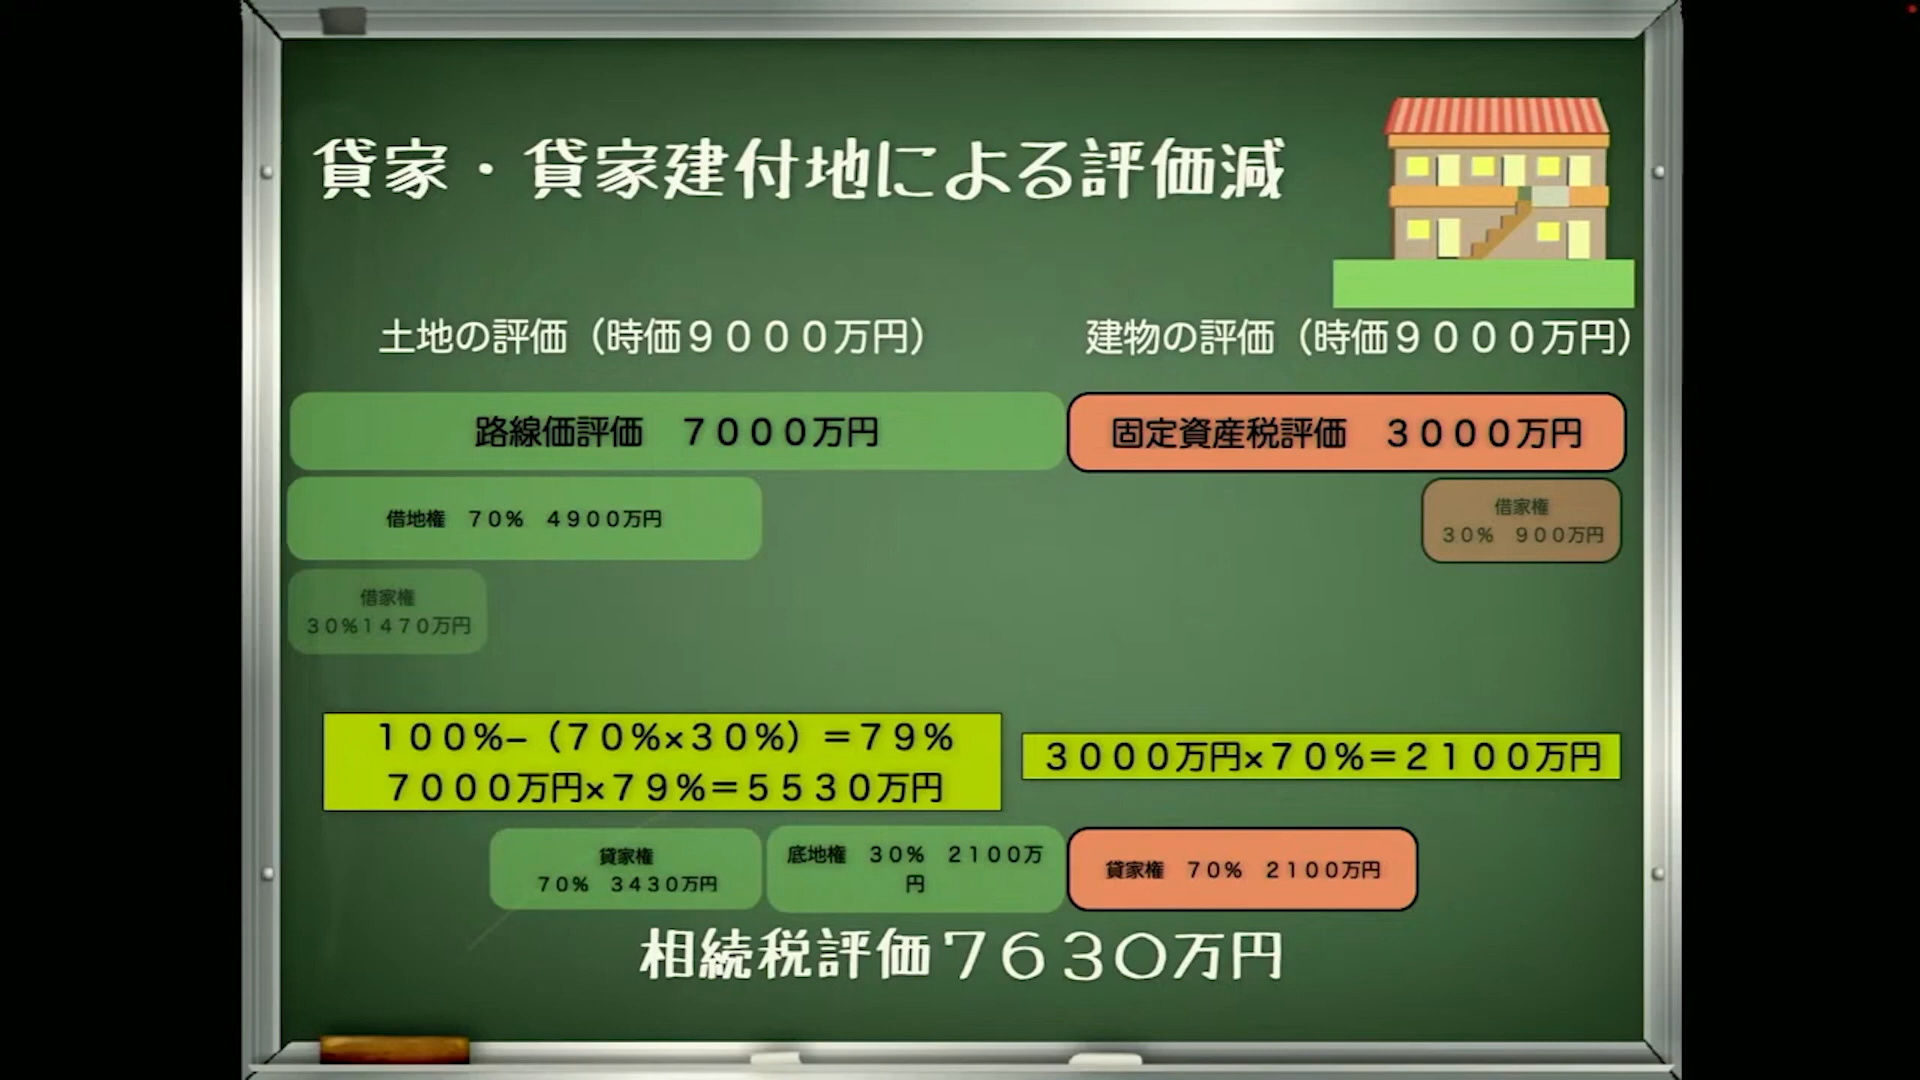 貸家・貸家建付地による評価減
土地の評価（時価９０００万円）
建物の評価（時価９０００万円）
路線価評価　７０００万円
固定資産税評価　３０００万円
借地権　７０％　４９００万円
借家権
３０％　９００万円
借家権
３０％１４７０万円
１００％−（７０％×３０％）＝７９％
７０００万円×７９％＝５５３０万円
３０００万円×７０％＝２１００万円
貸家権
７０％　３４３０万円
底地権　３０％　２１００万
円
貸家権　７０％　２１００万円
相続税評価７６３０万円